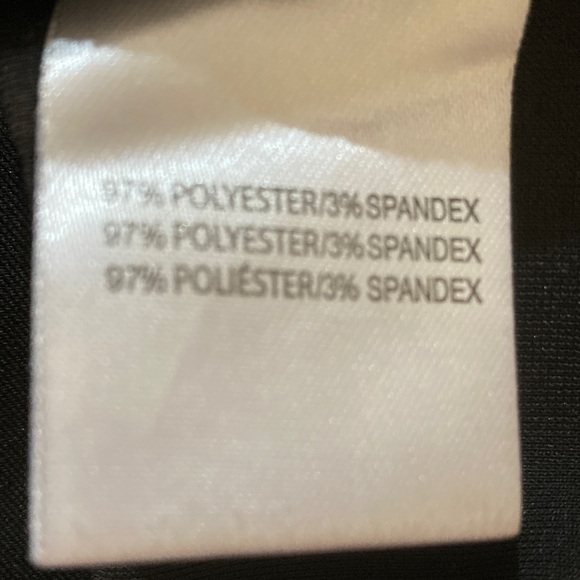 97% POLYESTER/3% SPANDEX
97% POLYESTER/3% SPANDEX
97% POLIÉSTER/3% SPANDEX